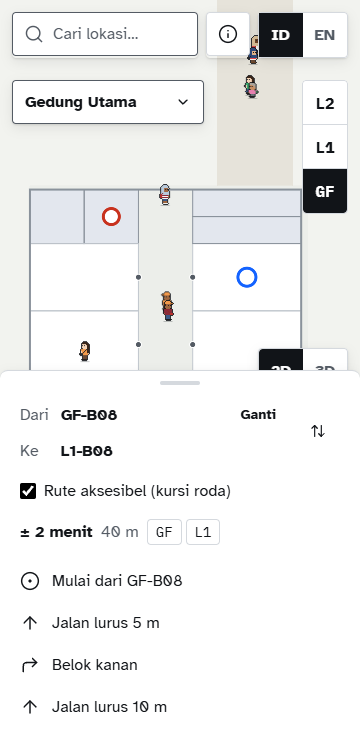 Cari lokasi...
ID
EN
Gedung Utama
L2
L1
GF
Dari
GF-B08
Ganti
Ke
L1-B08
Rute aksesibel (kursi roda)
± 2 menit
40 m
GF
L1
Mulai dari GF-B08
Jalan lurus 5 m
Belok kanan
Jalan lurus 10 m